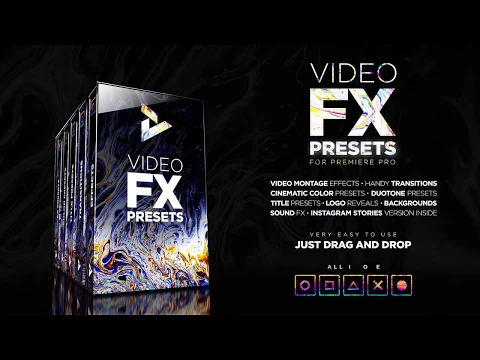 VIDEO
FX
PRESETS
VIDEO
FX
PRESETS
FOR PREMIERE PRO
VIDEO MONTAGE EFFECTS • HANDY TRANSITIONS
CINEMATIC COLOR PRESETS • DUOTONE PRESETS
TITLE PRESETS • LOGO REVEALS • BACKGROUNDS
SOUND FX • INSTAGRAM STORIES VERSION INSIDE
VERY EASY TO USE
JUST DRAG AND DROP
ALL I O E